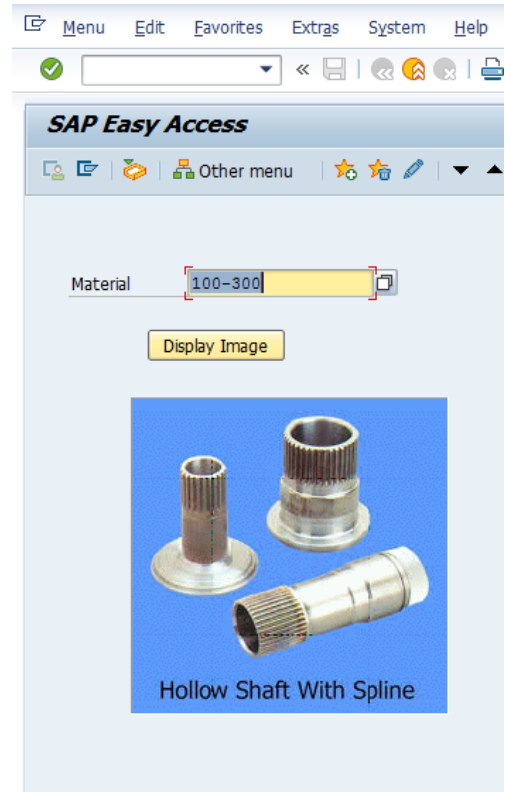 Menu Edit Favorites Extras System Help
SAP Easy Access
Other menu
Material 100-300
Display Image
Hollow Shaft With Spline